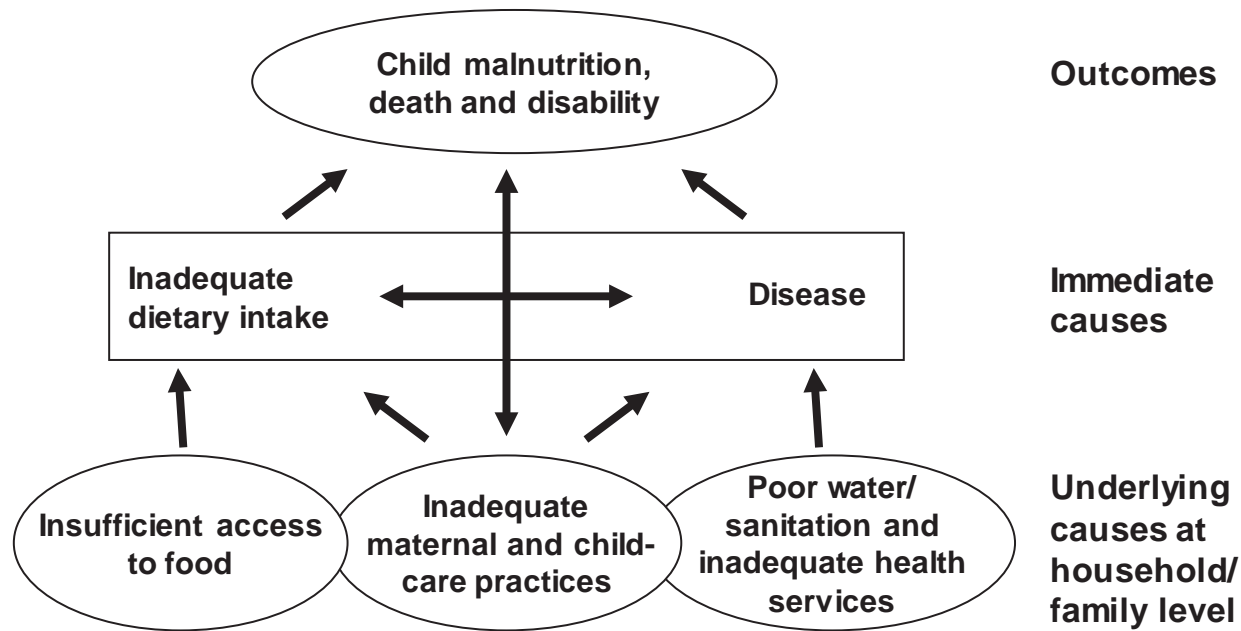 Child malnutrition,
death and disability
Outcomes
Inadequate
dietary intake
Disease
Immediate
causes
Insufficient access
to food
Inadequate
maternal and child-
care practices
Poor water/
sanitation and
inadequate health
services
Underlying
causes at
household/
family level